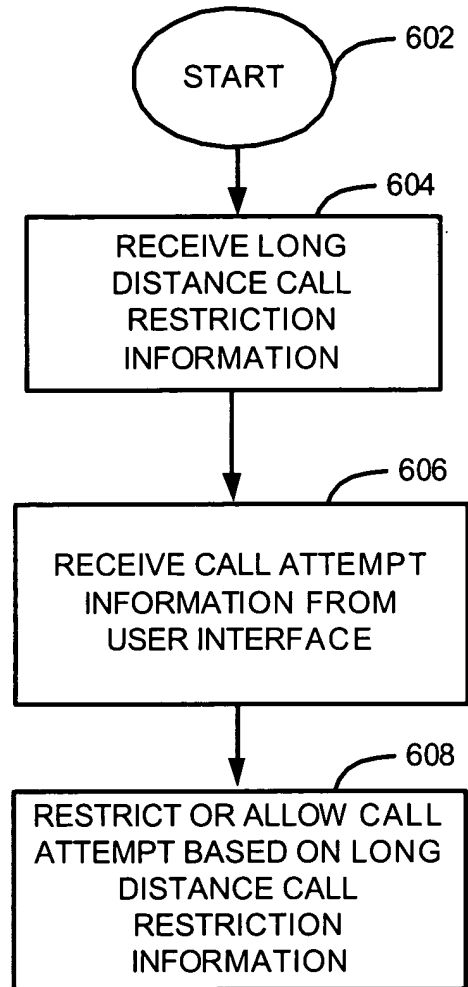 602
START
604
RECEIVE LONG
DISTANCE CALL
RESTRICTION
INFORMATION
606
RECEIVE CALL ATTEMPT
INFORMATION FROM
USER INTERFACE
608
RESTRICT OR ALLOW CALL
ATTEMPT BASED ON LONG
DISTANCE CALL
RESTRICTION
INFORMATION